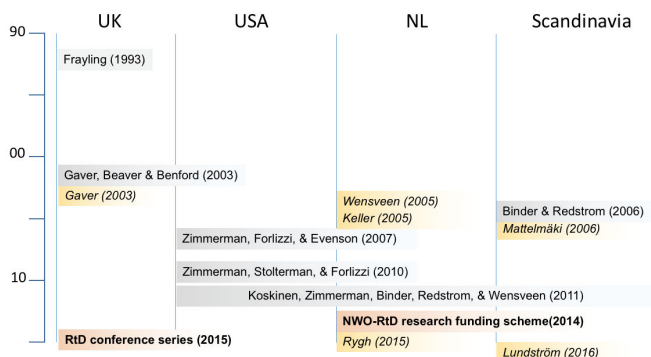 UK USA NL Scandinavia
90
Frayling (1993)
00
Gaver, Beaver & Benford (2003)
Gaver (2003)
Wensveen (2005)
Keller (2005)
Binder & Redstrom (2006)
Mattelmäki (2006)
Zimmerman, Forlizzi, & Evenson (2007)
Zimmerman, Stolterman, & Forlizzi (2010)
10
Koskinen, Zimmerman, Binder, Redstrom, & Wensveen (2011)
NWO-RtD research funding scheme(2014)
RtD conference series (2015)
Rygh (2015)
Lundström (2016)